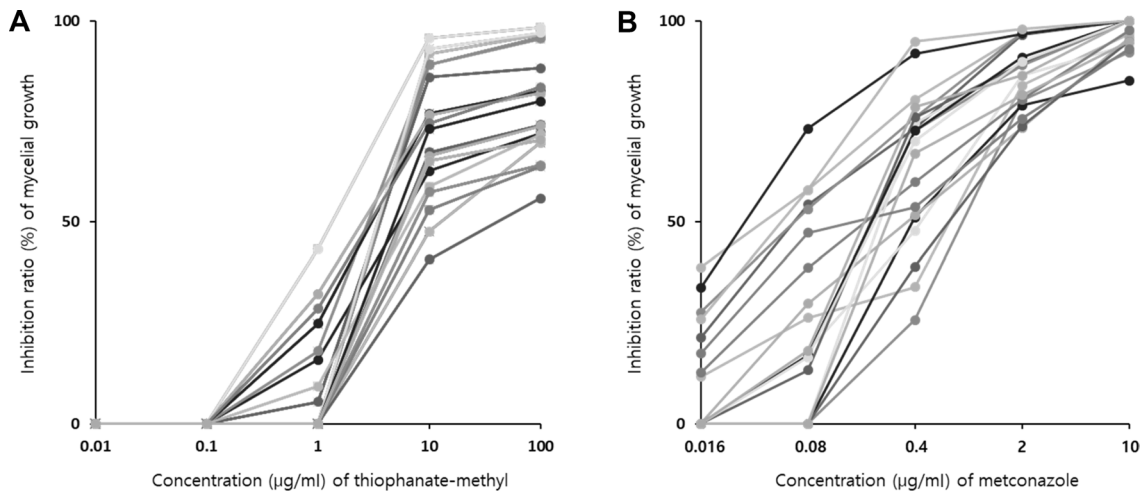 A
100
50
0
Inhibition ratio (%) of mycelial growth
0.01 0.1 1 10 100
Concentration (μg/ml) of thiophanate-methyl
B
100
50
0
Inhibition ratio (%) of mycelial growth
0.016 0.08 0.4 2 10
Concentration (μg/ml) of metconazole